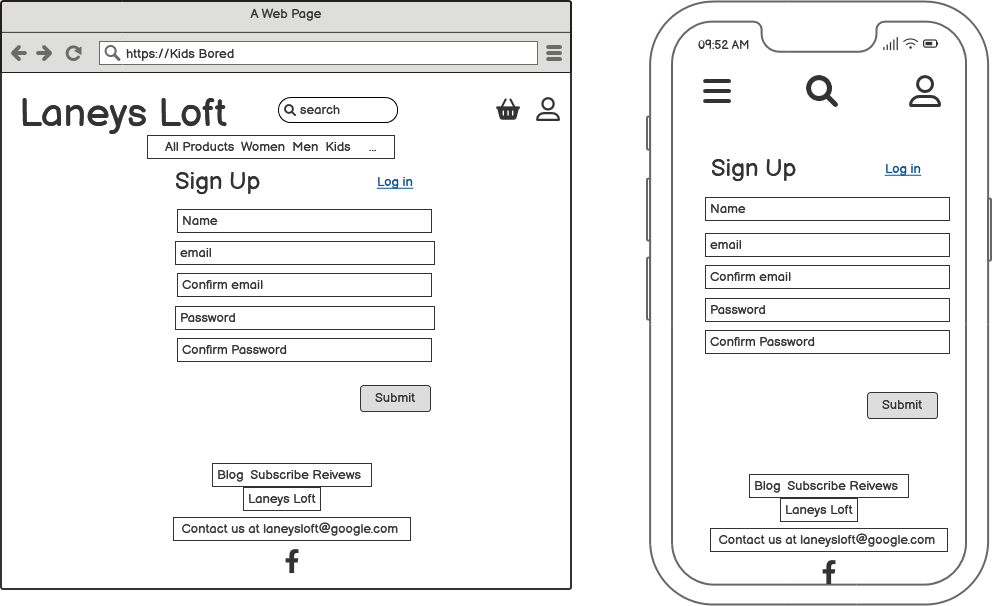 A Web Page
https://Kids Bored
Laneys Loft
search
All Products Women Men Kids ...
Sign Up Log in
Name
email
Confirm email
Password
Confirm Password
Submit
Blog Subscribe Reivews
Laneys Loft
Contact us at laneysloft@google.com
09:52 AM
Sign Up Log in
Name
email
Confirm email
Password
Confirm Password
Submit
Blog Subscribe Reivews
Laneys Loft
Contact us at laneysloft@google.com